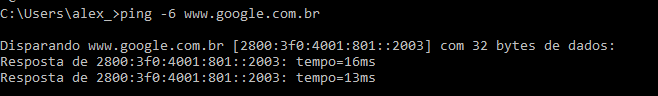 C:\Users\alex_>ping -6 www.google.com.br
Disparando www.google.com.br [2800:3f0:4001:801::2003] com 32 bytes de dados:
Resposta de 2800:3f0:4001:801::2003: tempo=16ms
Resposta de 2800:3f0:4001:801::2003: tempo=13ms